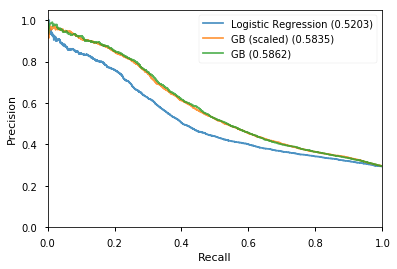 1.0
0.8
0.6
0.4
0.2
0.0
Precision
Logistic Regression (0.5203)
GB (scaled) (0.5835)
GB (0.5862)
0.0 0.2 0.4 0.6 0.8 1.0
Recall